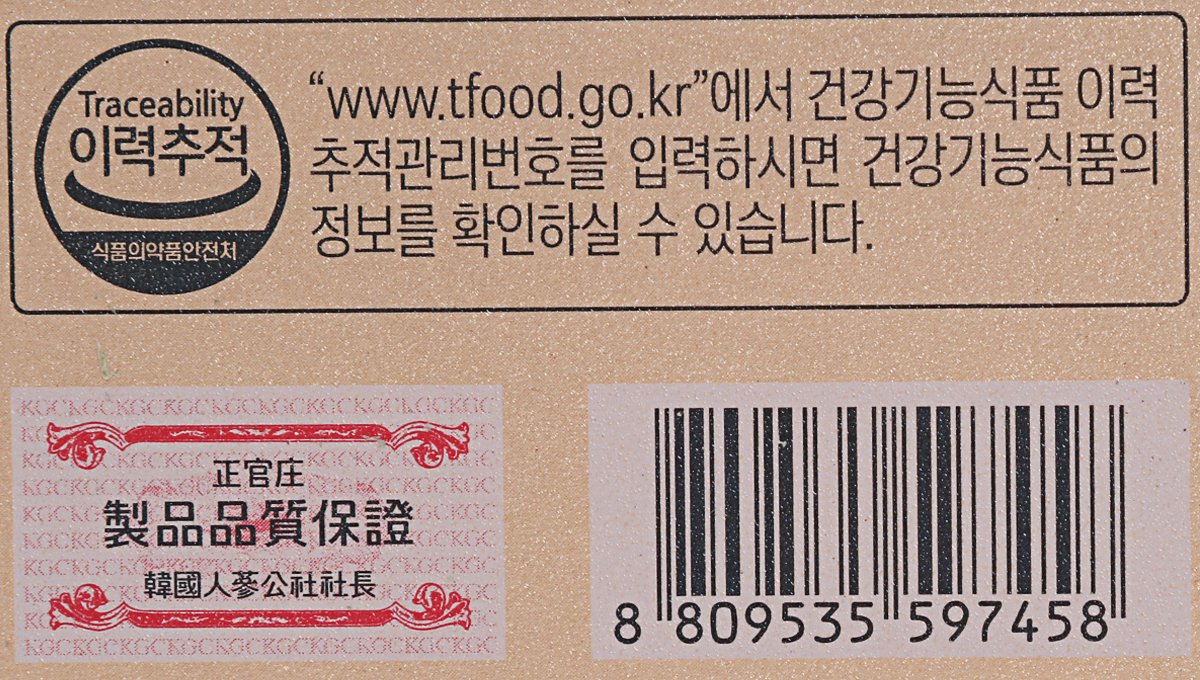 Traceability
이력추적
식품의약품안전처
“www.tfood.go.kr”에서 건강기능식품 이력
추적관리번호를 입력하시면 건강기능식품의
정보를 확인하실 수 있습니다.
KGCKGCKGCKGCKGCKGCKGCKGCKGCKGC
正官庄
製品品質保證
韓國人蔘公社社長
8 809535 597458